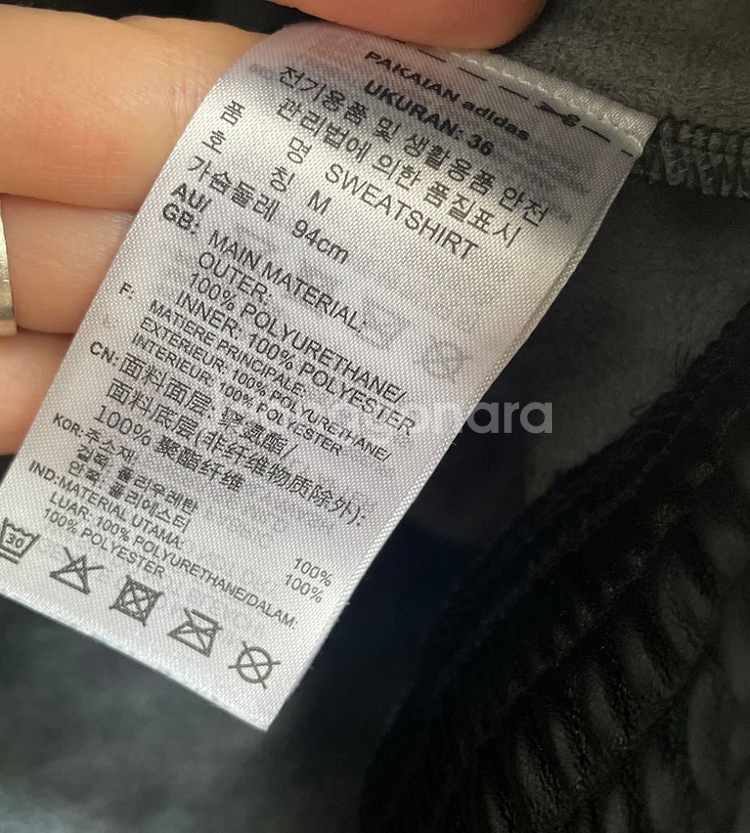 PAKAIAN adidas
UKURAN: 36
전기용품 및 생활용품 안전
관리법에 의한 품질표시
품 명 SWEATSHIRT
호 칭 M
가슴둘레 94cm
AU/
GB: MAIN MATERIAL:
OUTER:
100% POLYURETHANE/
INNER: 100% POLYESTER
F: MATIERE PRINCIPALE:
EXTERIEUR: 100% POLYURETHANE/
INTERIEUR: 100% POLYESTER
CN: 面料面层: 聚氨酯/
面料底层(非纤维物质除外):
100% 聚酯纤维
KOR: 주소재:
겉감: 폴리우레탄 100%
안감: 폴리에스터 100%
IND: MATERIAL UTAMA:
LUAR: 100% POLYURETHANE/DALAM:
100% POLYESTER
30